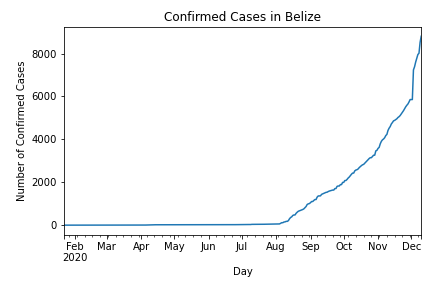 Confirmed Cases in Belize
Number of Confirmed Cases
8000
6000
4000
2000
0
Feb Mar Apr May Jun Jul Aug Sep Oct Nov Dec
2020
Day